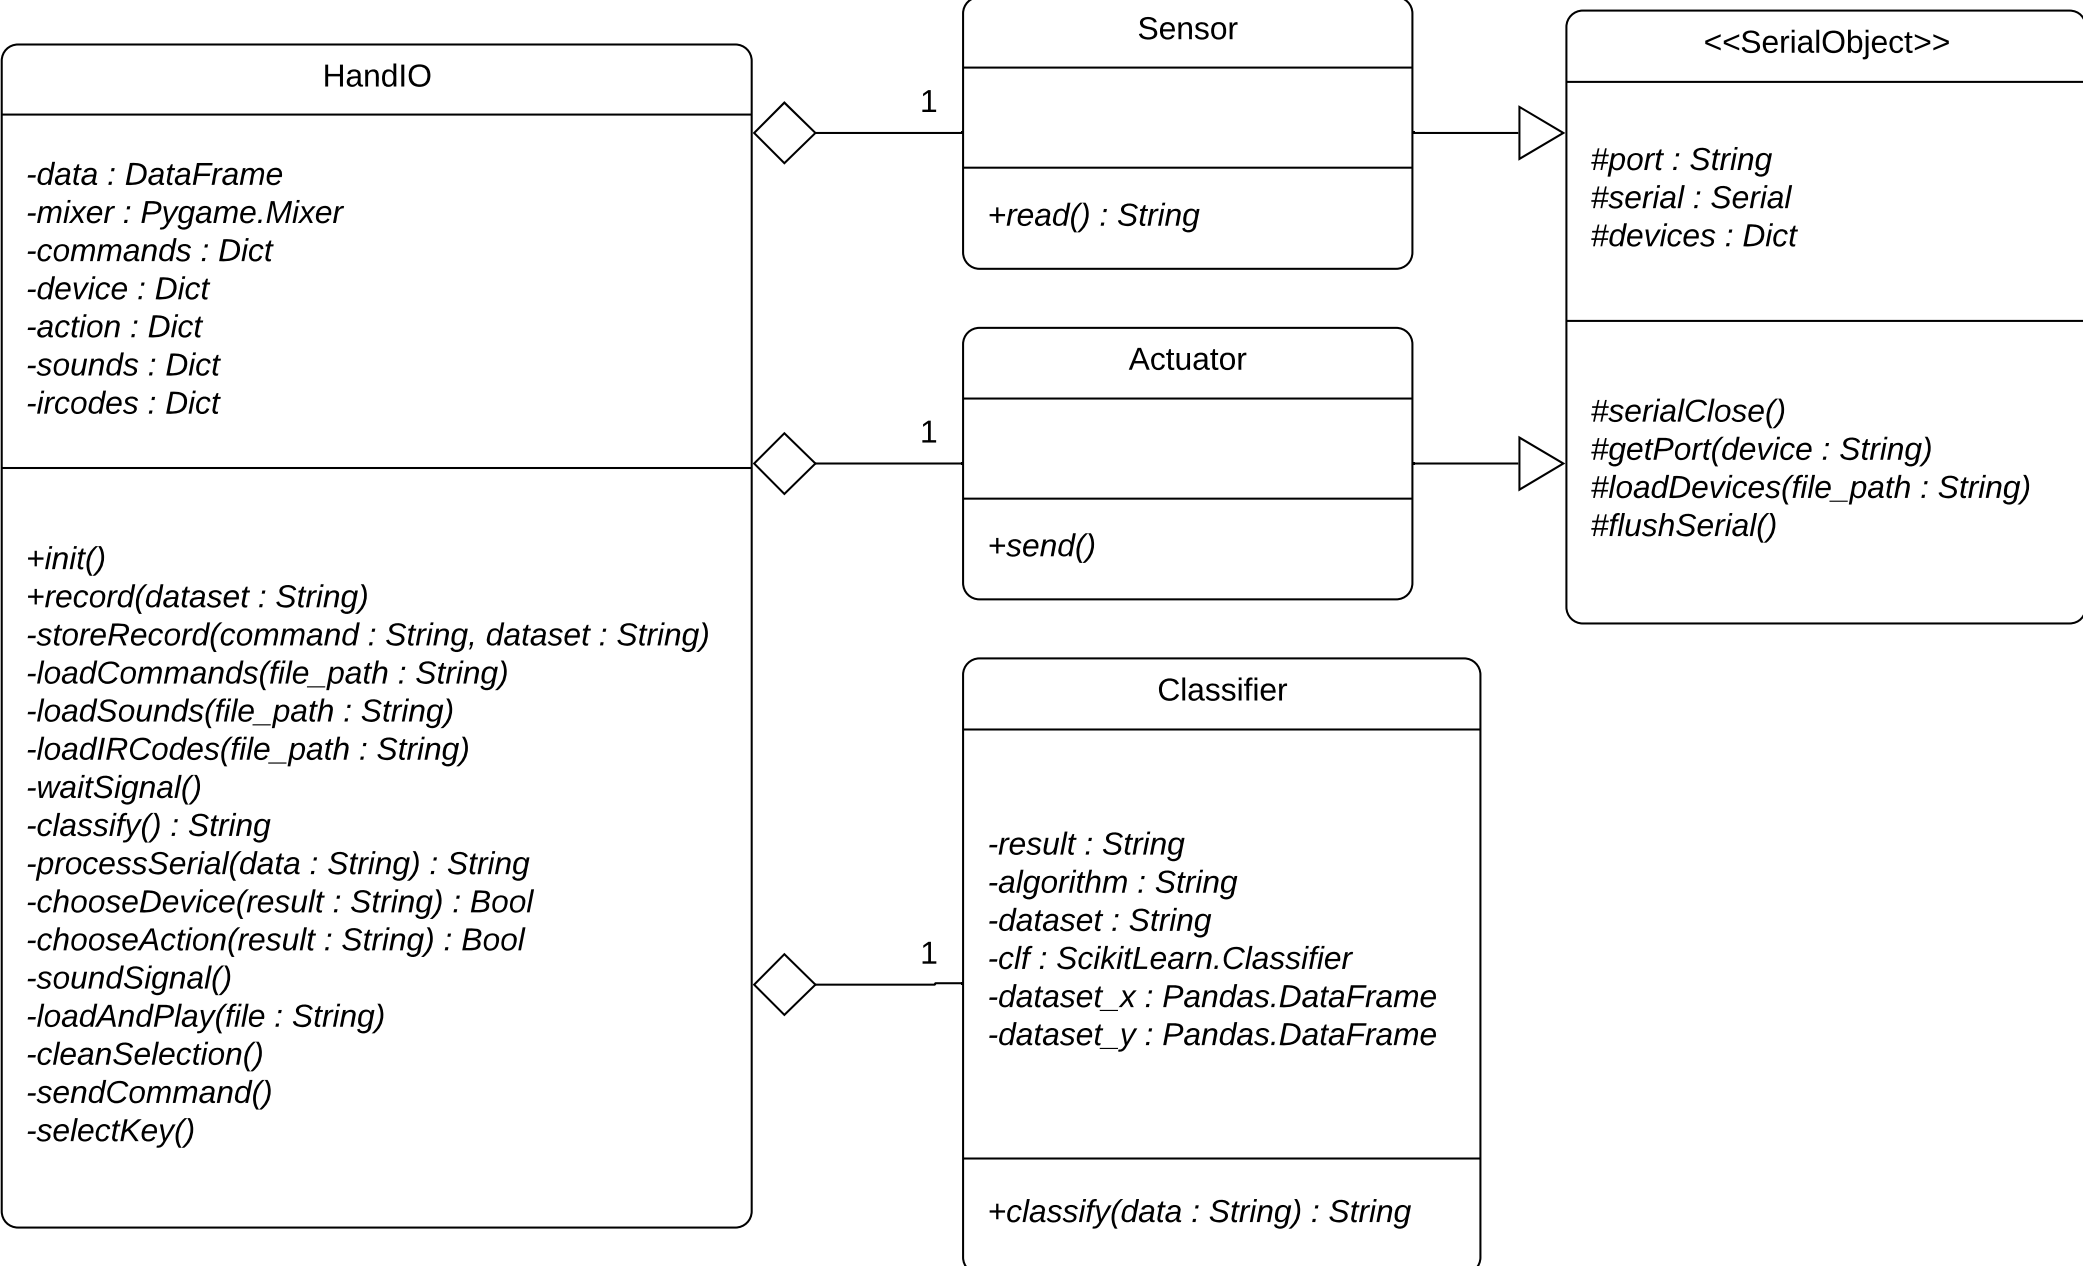 HandIO
-data : DataFrame
-mixer : Pygame.Mixer
-commands : Dict
-device : Dict
-action : Dict
-sounds : Dict
-ircodes : Dict
+init()
+record(dataset : String)
-storeRecord(command : String, dataset : String)
-loadCommands(file_path : String)
-loadSounds(file_path : String)
-loadIRCodes(file_path : String)
-waitSignal()
-classify() : String
-processSerial(data : String) : String
-chooseDevice(result : String) : Bool
-chooseAction(result : String) : Bool
-soundSignal()
-loadAndPlay(file : String)
-cleanSelection()
-sendCommand()
-selectKey()
1
Sensor
+read() : String
1
Actuator
+send()
1
Classifier
-result : String
-algorithm : String
-dataset : String
-clf : ScikitLearn.Classifier
-dataset_x : Pandas.DataFrame
-dataset_y : Pandas.DataFrame
+classify(data : String) : String
<<SerialObject>>
#port : String
#serial : Serial
#devices : Dict
#serialClose()
#getPort(device : String)
#loadDevices(file_path : String)
#flushSerial()